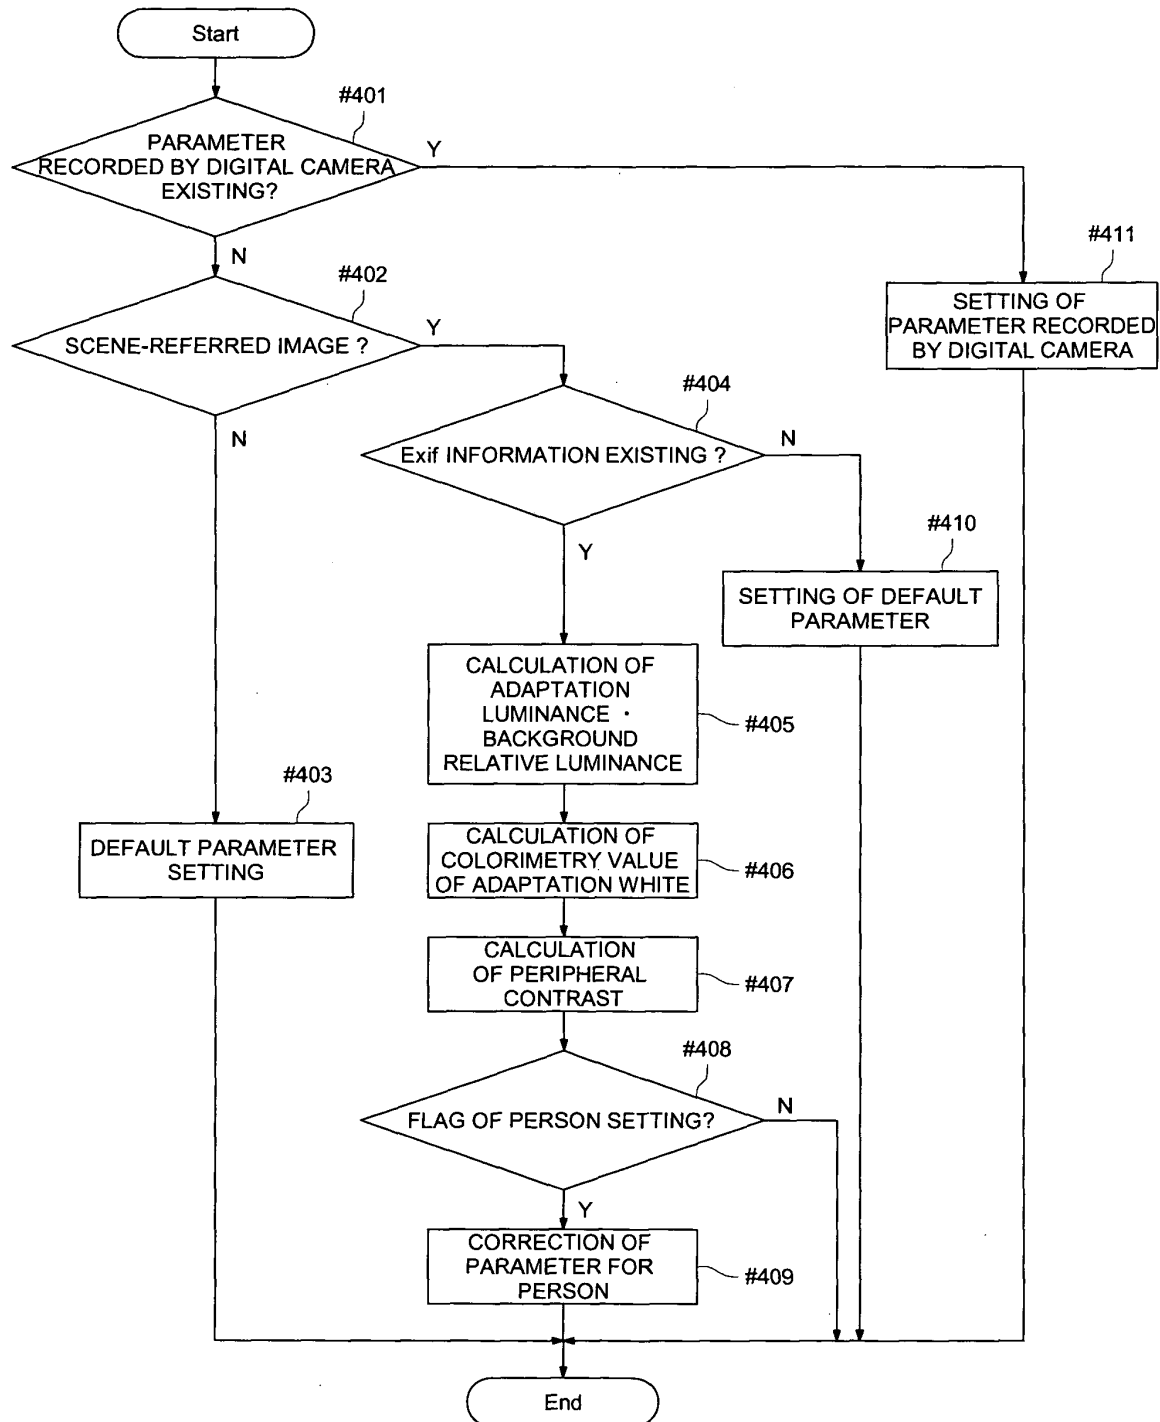 Start
#401
PARAMETER
RECORDED BY DIGITAL CAMERA
EXISTING?
Y
N
#411
SETTING OF
PARAMETER RECORDED
BY DIGITAL CAMERA
#402
SCENE-REFERRED IMAGE ?
Y
N
#404
Exif INFORMATION EXISTING ?
N
Y
#410
SETTING OF DEFAULT
PARAMETER
CALCULATION OF
ADAPTATION
LUMINANCE ・
BACKGROUND
RELATIVE LUMINANCE
#405
#403
DEFAULT PARAMETER
SETTING
CALCULATION OF
COLORIMETRY VALUE
OF ADAPTATION WHITE
#406
CALCULATION
OF PERIPHERAL
CONTRAST
#407
#408
FLAG OF PERSON SETTING?
N
Y
CORRECTION OF
PARAMETER FOR
PERSON
#409
End